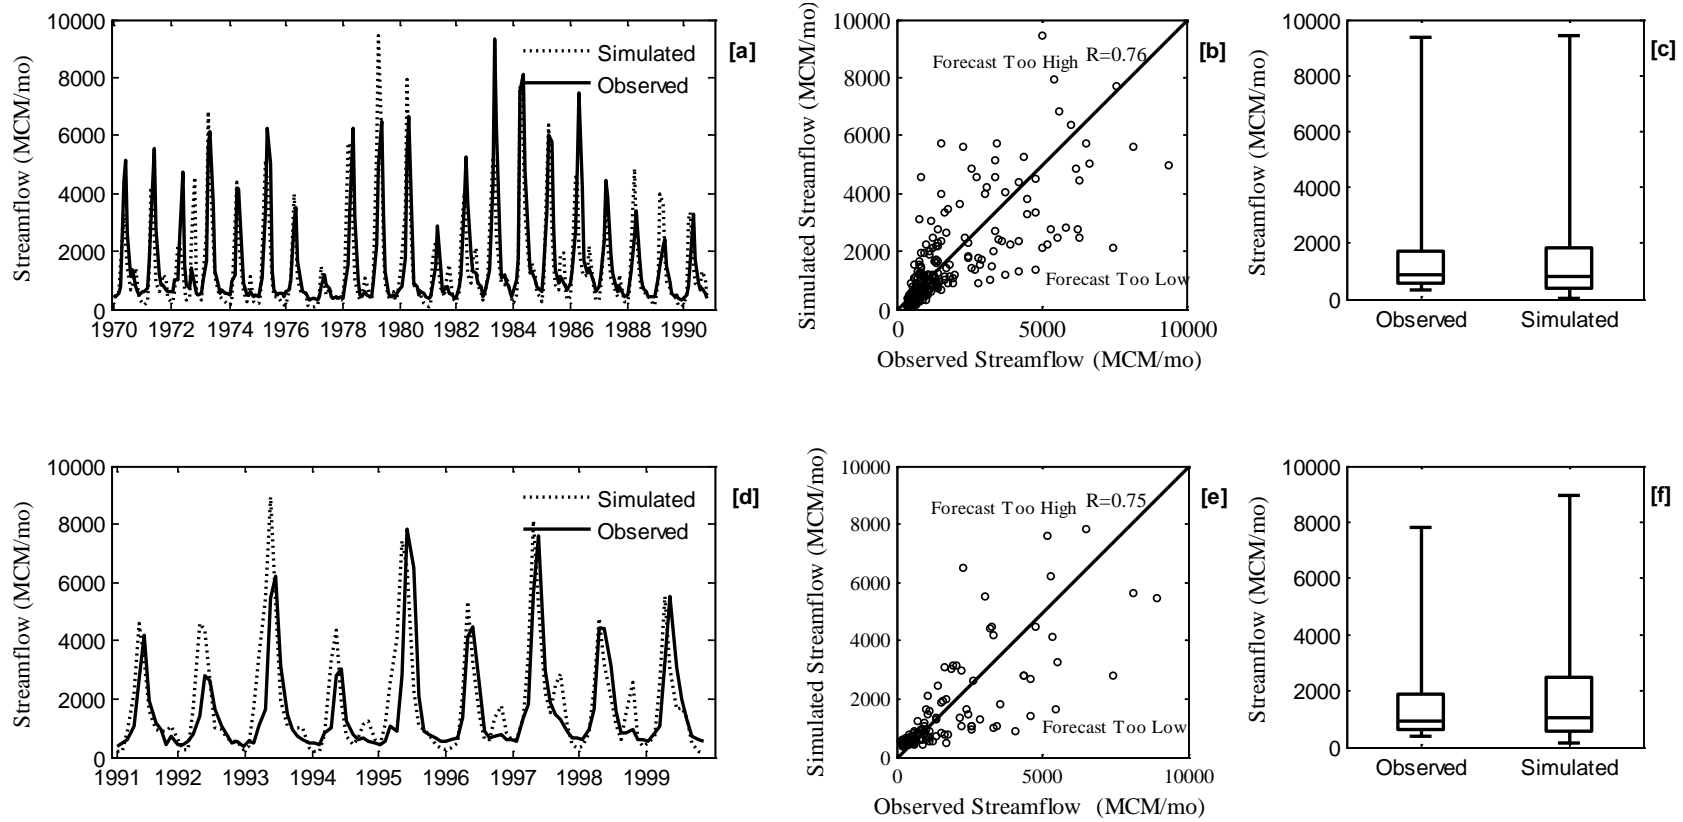 10000
8000
6000
4000
2000
0
Streamflow (MCM/mo)
Simulated
Observed
[a]
1970 1972 1974 1976 1978 1980 1982 1984 1986 1988 1990
10000
8000
6000
4000
2000
0
Simulated Streamflow (MCM/mo)
Forecast Too High
R=0.76
Forecast Too Low
[b]
0 5000 10000
Observed Streamflow (MCM/mo)
10000
8000
6000
4000
2000
0
Streamflow (MCM/mo)
[c]
Observed Simulated
10000
8000
6000
4000
2000
0
Streamflow (MCM/mo)
Simulated
Observed
[d]
1991 1992 1993 1994 1995 1996 1997 1998 1999
10000
8000
6000
4000
2000
0
Simulated Streamflow (MCM/mo)
Forecast Too High
R=0.75
Forecast Too Low
[e]
0 5000 10000
Observed Streamflow (MCM/mo)
10000
8000
6000
4000
2000
0
Streamflow (MCM/mo)
[f]
Observed Simulated